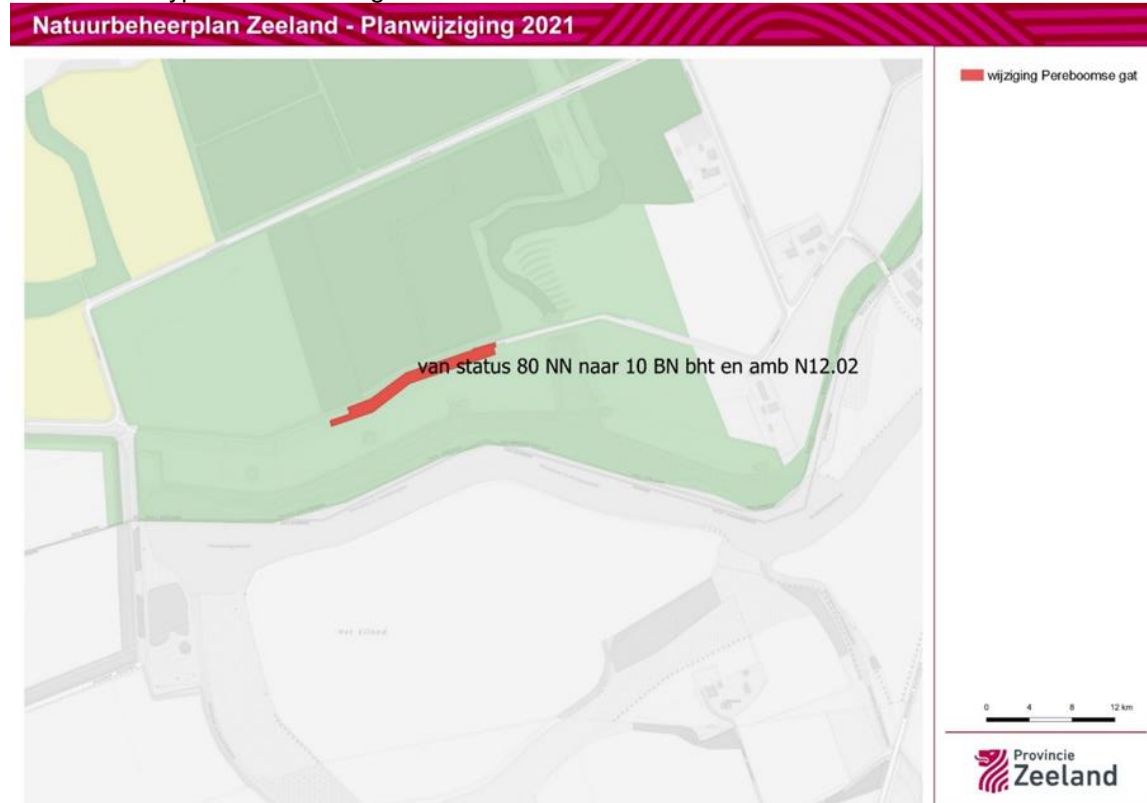 Natuurbeheerplan Zeeland - Planwijziging 2021
wijziging Pereboomse gat
van status 80 NN naar 10 BN bht en amb N12.02
Het Eiland
0 4 8 12 km
Provincie
Zeeland